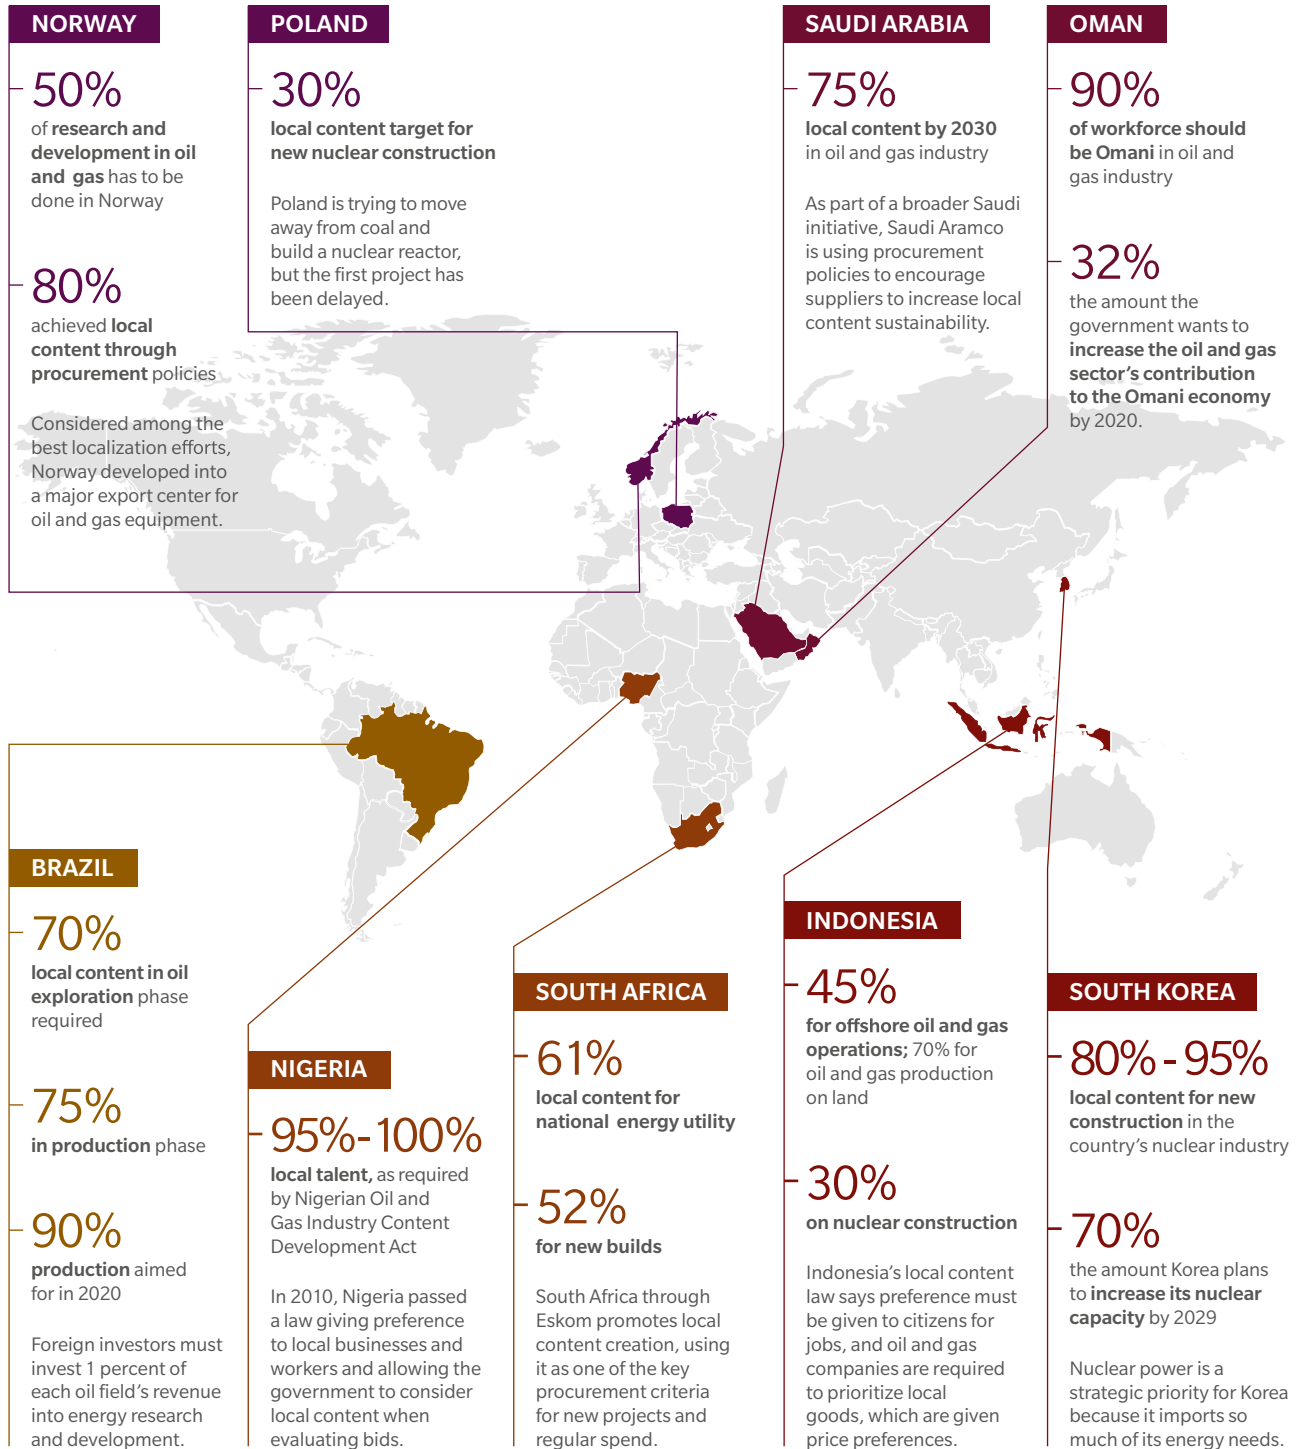 NORWAY
50%
of research and
development in oil
and gas has to be
done in Norway
80%
achieved local
content through
procurement policies
Considered among the
best localization efforts,
Norway developed into
a major export center for
oil and gas equipment.
POLAND
30%
local content target for
new nuclear construction
Poland is trying to move
away from coal and
build a nuclear reactor,
but the first project has
been delayed.
SAUDI ARABIA
75%
local content by 2030
in oil and gas industry
As part of a broader Saudi
initiative, Saudi Aramco
is using procurement
policies to encourage
suppliers to increase local
content sustainability.
OMAN
90%
of workforce should
be Omani in oil and
gas industry
32%
the amount the
government wants to
increase the oil and gas
sector's contribution
to the Omani economy
by 2020.
BRAZIL
70%
local content in oil
exploration phase
required
75%
in production phase
90%
production aimed
for in 2020
Foreign investors must
invest 1 percent of
each oil field's revenue
into energy research
and development.
NIGERIA
95%-100%
local talent, as required
by Nigerian Oil and
Gas Industry Content
Development Act
In 2010, Nigeria passed
a law giving preference
to local businesses and
workers and allowing the
government to consider
local content when
evaluating bids.
SOUTH AFRICA
61%
local content for
national energy utility
52%
for new builds
South Africa through
Eskom promotes local
content creation, using
it as one of the key
procurement criteria
for new projects and
regular spend.
INDONESIA
45%
for offshore oil and gas
operations; 70% for
oil and gas production
on land
30%
on nuclear construction
Indonesia's local content
law says preference must
be given to citizens for
jobs, and oil and gas
companies are required
to prioritize local
goods, which are given
price preferences.
SOUTH KOREA
80% - 95%
local content for new
construction in the
country's nuclear industry
70%
the amount Korea plans
to increase its nuclear
capacity by 2029
Nuclear power is a
strategic priority for Korea
because it imports so
much of its energy needs.